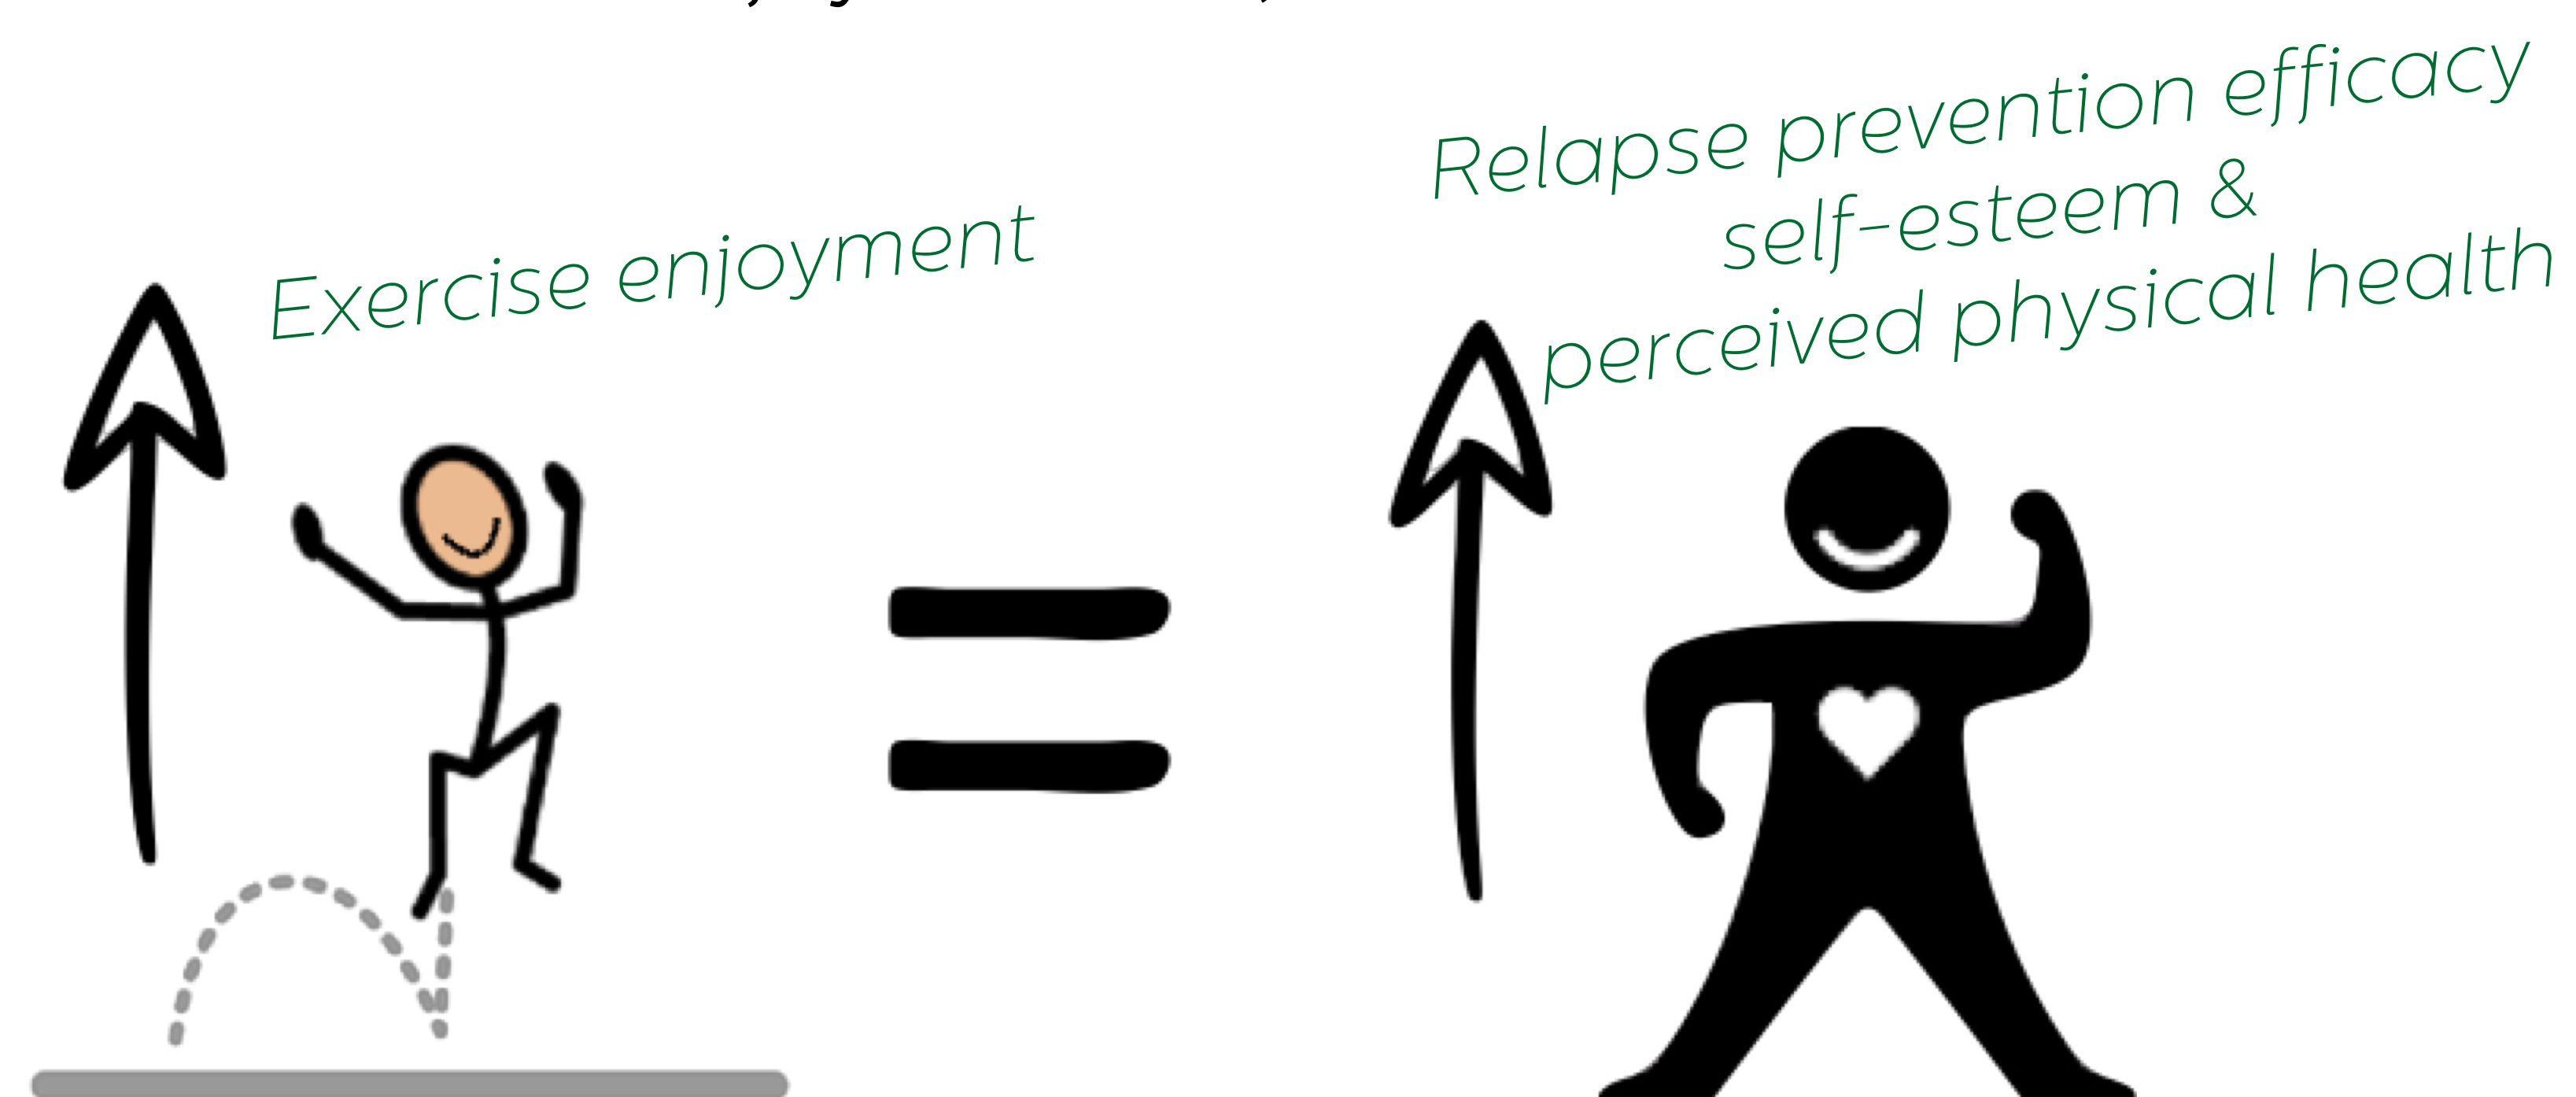 Exercise enjoyment
Relapse prevention efficacy
self-esteem &
perceived physical health